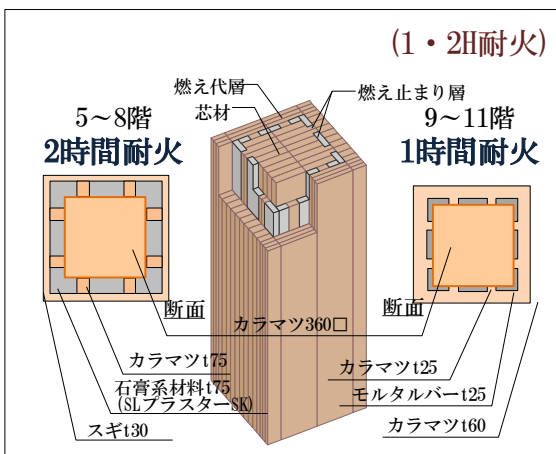 (1・2H耐火)
燃え代層
芯材
燃え止まり層
5～8階
2時間耐火
9～11階
1時間耐火
断面
断面
カラマツ360□
カラマツt75
石膏系材料t75
(SLプラスターSK)
スギt30
カラマツt25
モルタルバーt25
カラマツt60